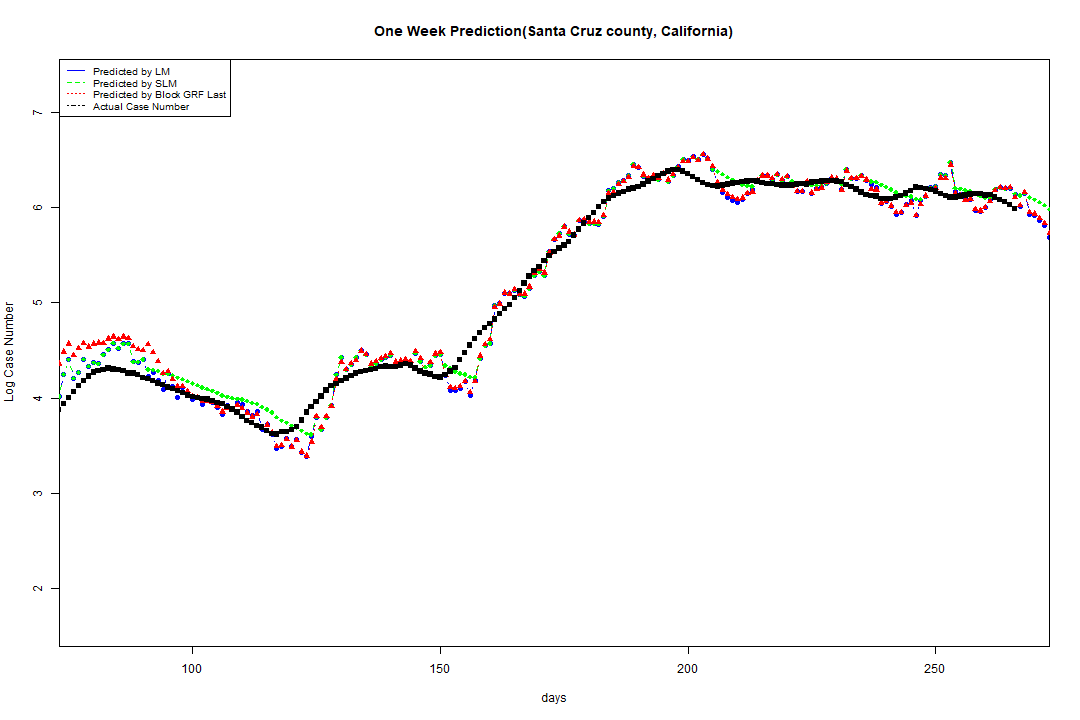 One Week Prediction(Santa Cruz county, California)
Predicted by LM
Predicted by SLM
Predicted by Block GRF Last
Actual Case Number
7
6
5
4
3
2
Log Case Number
100 150 200 250
days